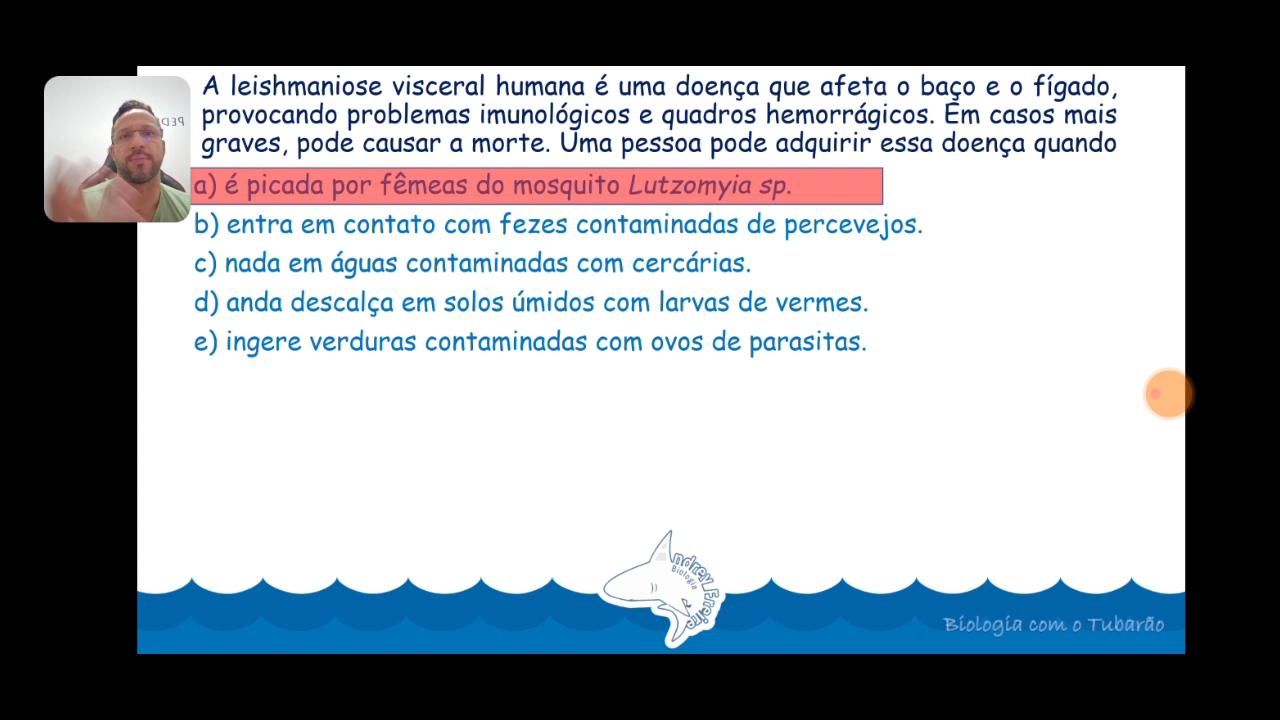 A leishmaniose visceral humana é uma doença que afeta o baço e o fígado,
provocando problemas imunológicos e quadros hemorrágicos. Em casos mais
graves, pode causar a morte. Uma pessoa pode adquirir essa doença quando
a) é picada por fêmeas do mosquito Lutzomyia sp.
b) entra em contato com fezes contaminadas de percevejos.
c) nada em águas contaminadas com cercárias.
d) anda descalça em solos úmidos com larvas de vermes.
e) ingere verduras contaminadas com ovos de parasitas.
Andrey Freire
Biologia
Biologia com o Tubarão